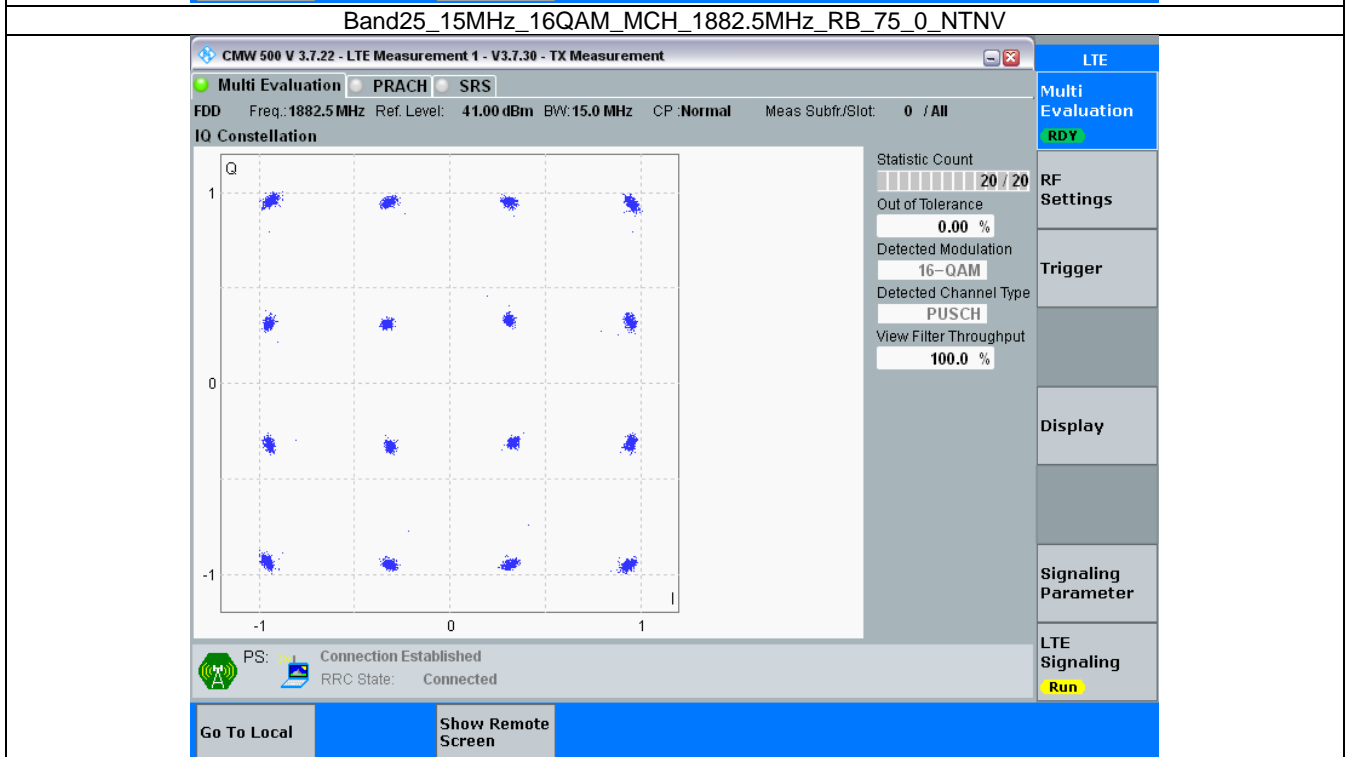 Band25_15MHz_16QAM_MCH_1882.5MHz_RB_75_0_NTNV
CMW 500 V 3.7.22 - LTE Measurement 1 - V3.7.30 - TX Measurement
LTE
Multi Evaluation PRACH SRS
Multi
Evaluation
RDY
FDD Freq.: 1882.5 MHz Ref. Level: 41.00 dBm BW: 15.0 MHz CP :Normal Meas Subfr./Slot: 0 / All
IQ Constellation
Q
1
0
-1
I
-1 0 1
Statistic Count
20 / 20
Out of Tolerance
0.00 %
Detected Modulation
16-QAM
Detected Channel Type
PUSCH
View Filter Throughput
100.0 %
RF
Settings
Trigger
Display
Signaling
Parameter
LTE
Signaling
Run
PS: Connection Established
RRC State: Connected
Go To Local
Show Remote
Screen